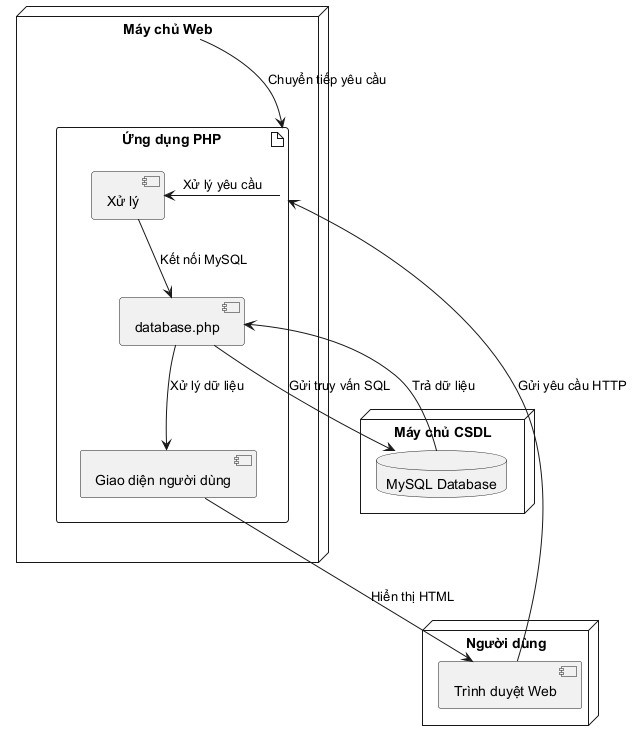 Máy chủ Web
Chuyển tiếp yêu cầu
Ứng dụng PHP
Xử lý yêu cầu
Xử lý
Kết nối MySQL
database.php
Xử lý dữ liệu
Gửi truy vấn SQL
Trả dữ liệu
Gửi yêu cầu HTTP
Máy chủ CSDL
MySQL Database
Giao diện người dùng
Hiển thị HTML
Người dùng
Trình duyệt Web